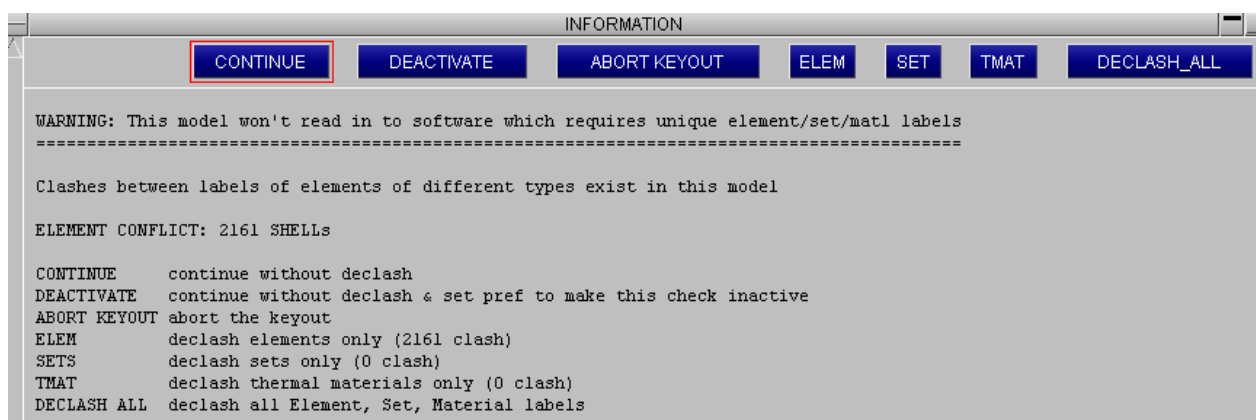 INFORMATION
CONTINUE DEACTIVATE ABORT KEYOUT ELEM SET TMAT DECLASH_ALL
WARNING: This model won't read in to software which requires unique element/set/matl labels
===========================================================================================
Clashes between labels of elements of different types exist in this model
ELEMENT CONFLICT: 2161 SHELLs
CONTINUE continue without declash
DEACTIVATE continue without declash & set pref to make this check inactive
ABORT KEYOUT abort the keyout
ELEM declash elements only (2161 clash)
SETS declash sets only (0 clash)
TMAT declash thermal materials only (0 clash)
DECLASH ALL declash all Element, Set, Material labels